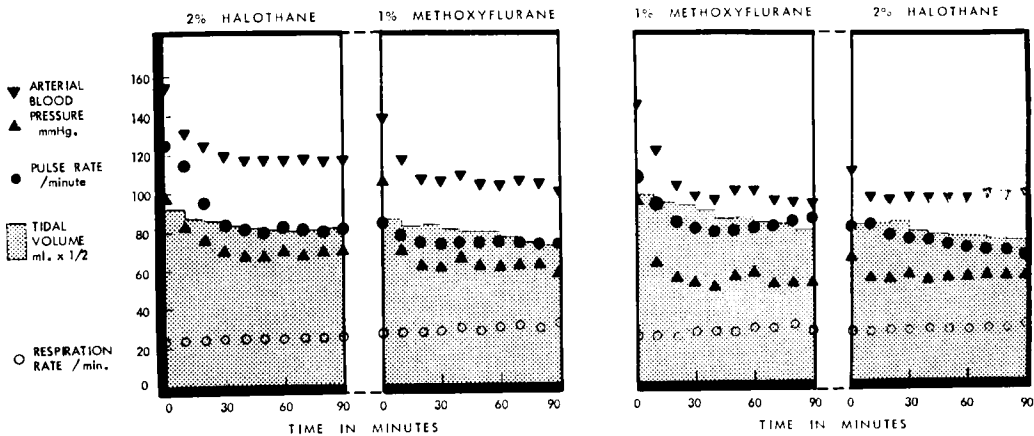 2% HALOTHANE
1% METHOXYFLURANE
1% METHOXYFLURANE
2% HALOTHANE
ARTERIAL
BLOOD
PRESSURE
mmHg.
PULSE RATE
/minute
TIDAL
VOLUME
ml. x 1/2
RESPIRATION
RATE /min.
160
140
120
100
80
60
40
20
0
0 30 60 90
0 30 60 90
0 30 60 90
0 30 60 90
TIME IN MINUTES
TIME IN MINUTES